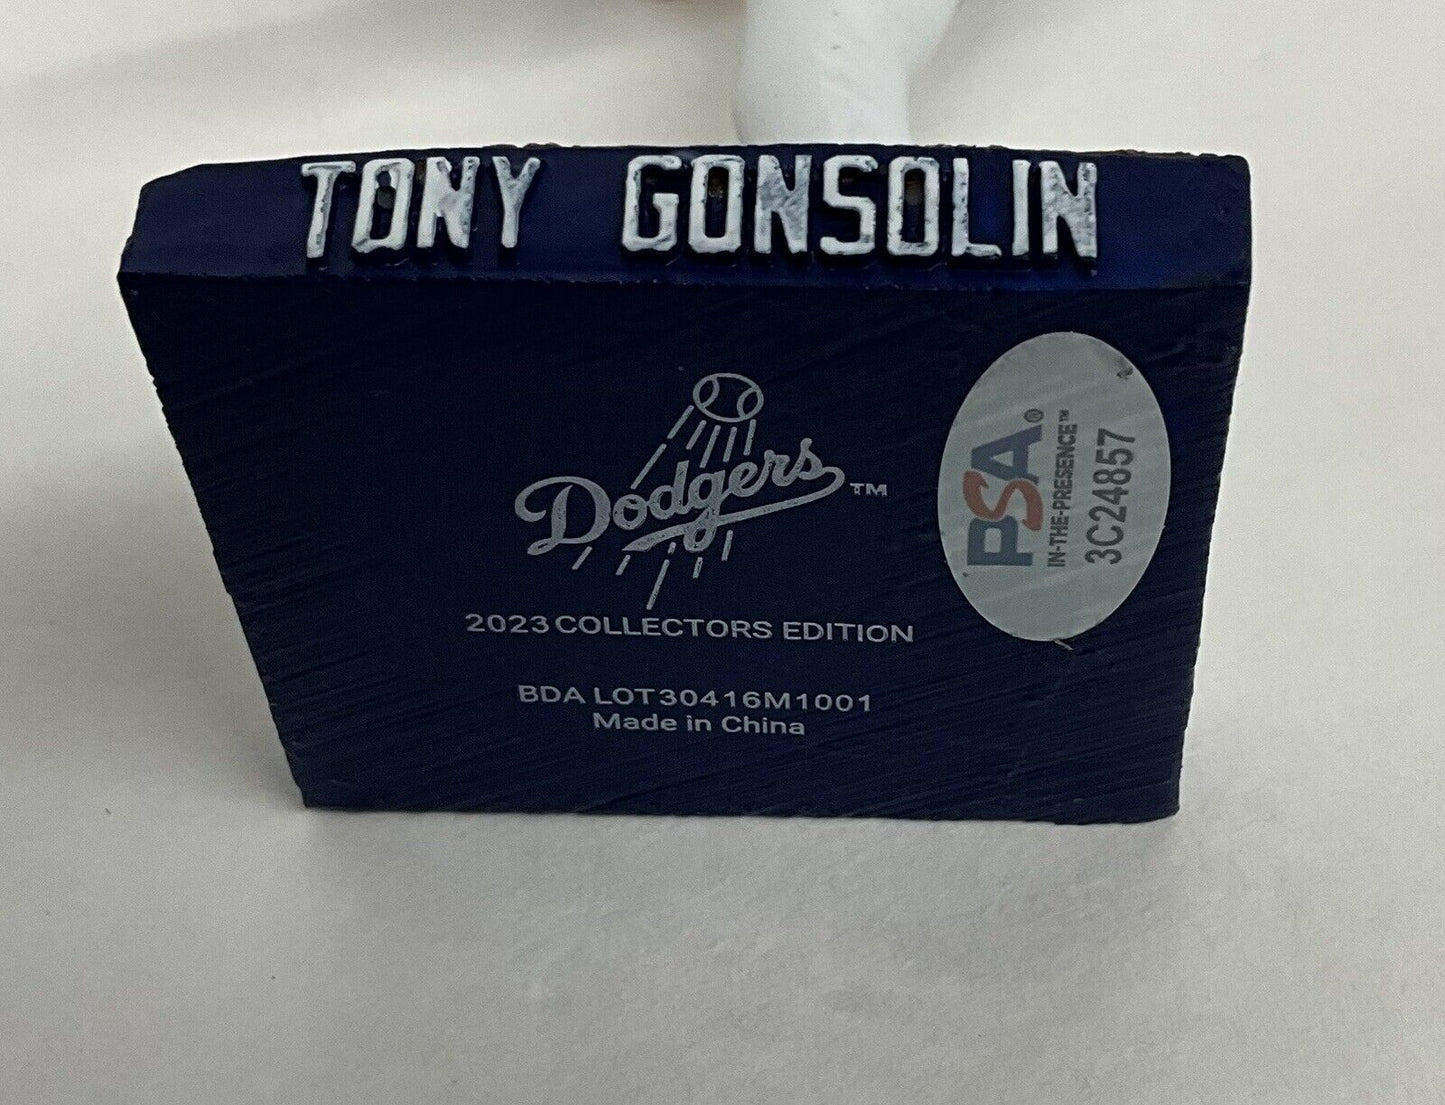 TONY GONSOLIN
Dodgers™
2023 COLLECTORS EDITION
BDA LOT30416M1001
Made in China
PSA®
IN-THE-PRESENCE™
3C24857